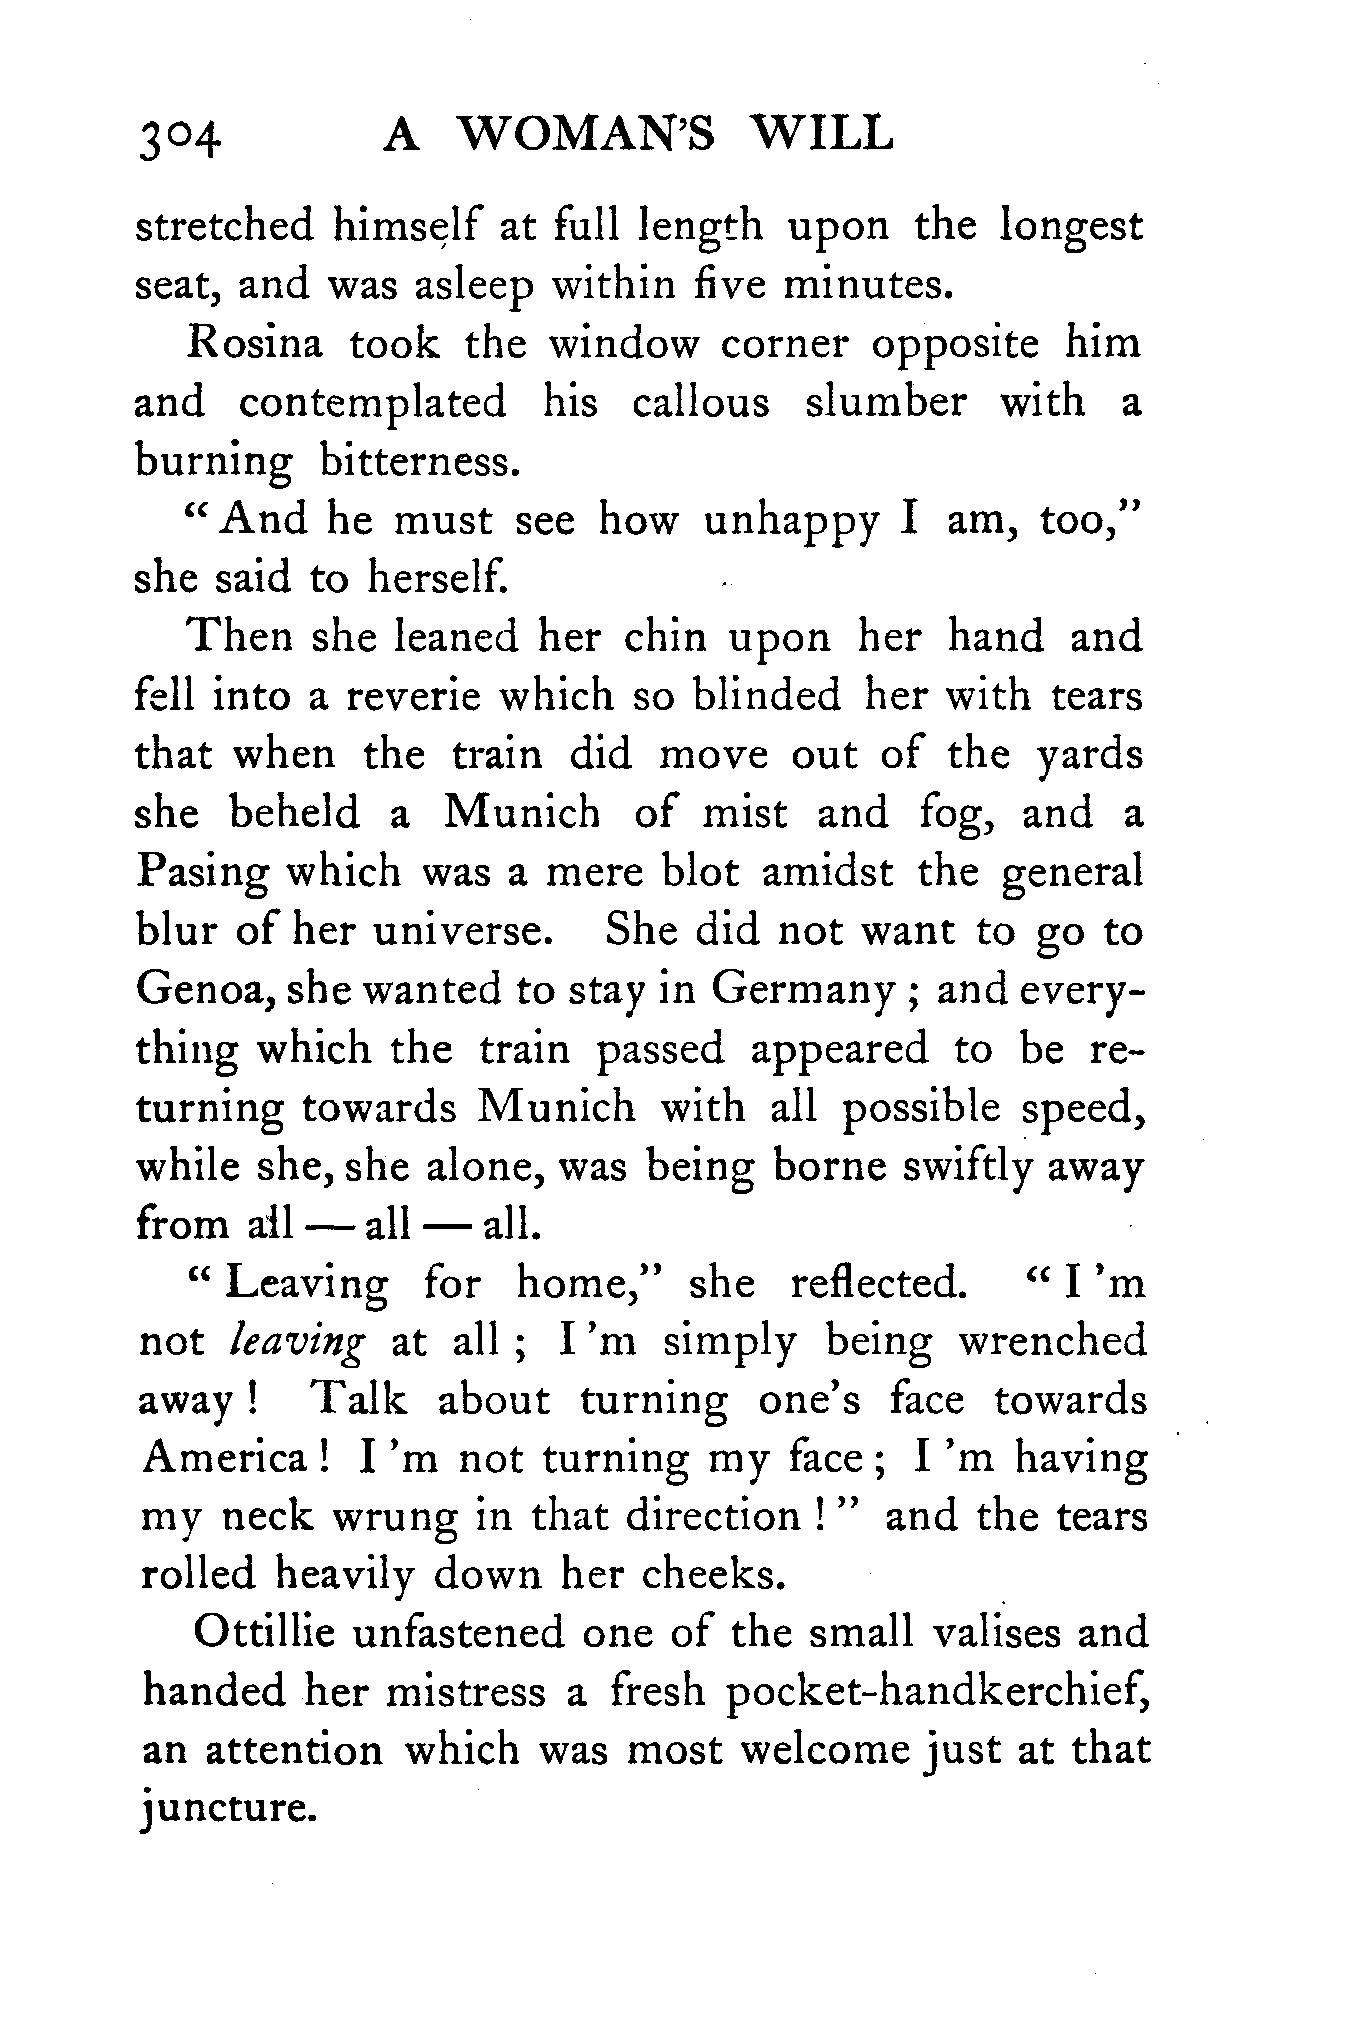 304 A WOMAN'S WILL
stretched himself at full length upon the longest
seat, and was asleep within five minutes.
Rosina took the window corner opposite him
and contemplated his callous slumber with a
burning bitterness.
“ And he must see how unhappy I am, too,”
she said to herself.
Then she leaned her chin upon her hand and
fell into a reverie which so blinded her with tears
that when the train did move out of the yards
she beheld a Munich of mist and fog, and a
Pasing which was a mere blot amidst the general
blur of her universe. She did not want to go to
Genoa, she wanted to stay in Germany ; and every-
thing which the train passed appeared to be re-
turning towards Munich with all possible speed,
while she, she alone, was being borne swiftly away
from all — all — all.
“ Leaving for home,” she reflected. “ I 'm
not leaving at all ; I 'm simply being wrenched
away ! Talk about turning one's face towards
America ! I 'm not turning my face ; I 'm having
my neck wrung in that direction ! ” and the tears
rolled heavily down her cheeks.
Ottillie unfastened one of the small valises and
handed her mistress a fresh pocket-handkerchief,
an attention which was most welcome just at that
juncture.